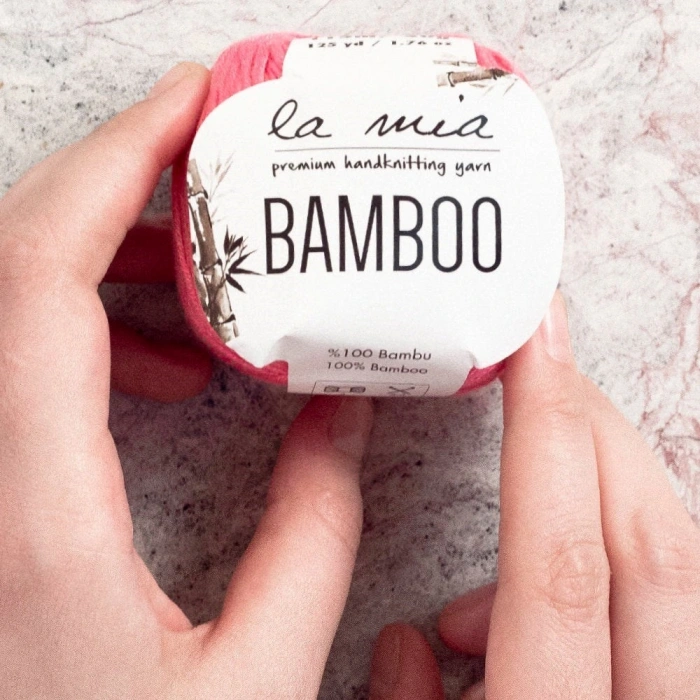 125 yd / 1.76 oz
la mia
premium handknitting yarn
BAMBOO
%100 Bambu
100% Bamboo